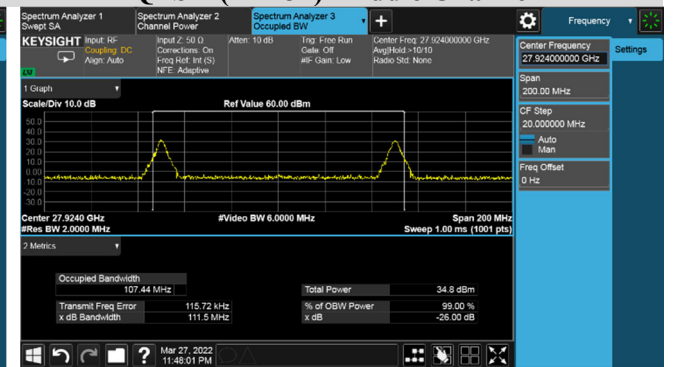 Spectrum Analyzer 1
Swept SA
Spectrum Analyzer 2
Channel Power
Spectrum Analyzer 3
Occupied BW
Frequency
KEYSIGHT
Input: RF
Coupling: DC
Align: Auto
Input Z: 50 Ω
Corrections: On
Freq Ref: Int (S)
NFE: Adaptive
Atten: 10 dB
Trig: Free Run
Gate: Off
#IF Gain: Low
Center Freq: 27.924000000 GHz
Avg|Hold:>10/10
Radio Std: None
Center Frequency
27.924000000 GHz
Settings
Span
200.00 MHz
CF Step
20.000000 MHz
Auto
Man
Freq Offset
0 Hz
1 Graph
Scale/Div 10.0 dB
Ref Value 60.00 dBm
50.0
40.0
30.0
20.0
10.0
0.00
-10.0
-20.0
-30.0
Center 27.9240 GHz
#Video BW 6.0000 MHz
Span 200 MHz
#Res BW 2.0000 MHz
Sweep 1.00 ms (1001 pts)
2 Metrics
Occupied Bandwidth
107.44 MHz
Total Power
34.8 dBm
Transmit Freq Error
115.72 kHz
% of OBW Power
99.00 %
x dB Bandwidth
111.5 MHz
x dB
-26.00 dB
?
Mar 27, 2022
11:48:01 PM